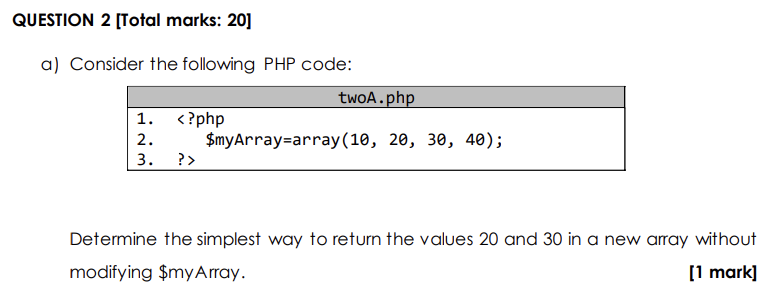 QUESTION 2 [Total marks: 20]
a) Consider the following PHP code:
twoA.php
1. <?php
2. $myArray=array(10, 20, 30, 40);
3. ?>
Determine the simplest way to return the values 20 and 30 in a new array without
modifying $myArray. [1 mark]